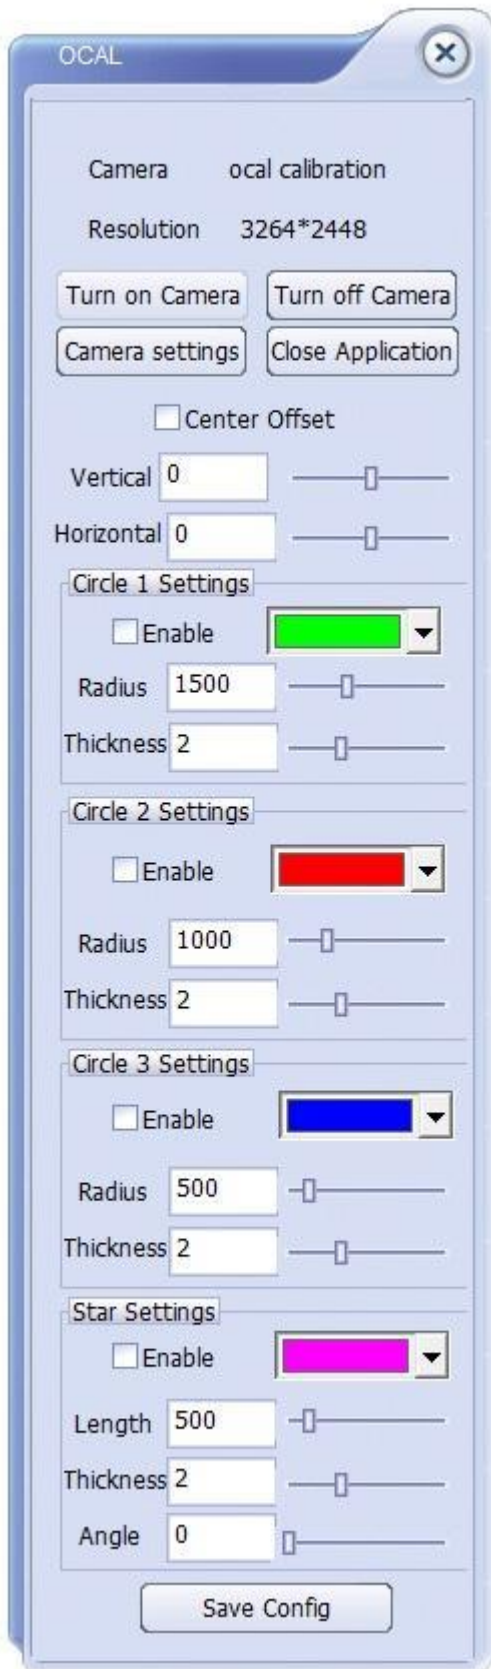 OCAL
Camera ocal calibration
Resolution 3264*2448
Turn on Camera Turn off Camera
Camera settings Close Application
Center Offset
Vertical 0
Horizontal 0
Circle 1 Settings
Enable
Radius 1500
Thickness 2
Circle 2 Settings
Enable
Radius 1000
Thickness 2
Circle 3 Settings
Enable
Radius 500
Thickness 2
Star Settings
Enable
Length 500
Thickness 2
Angle 0
Save Config